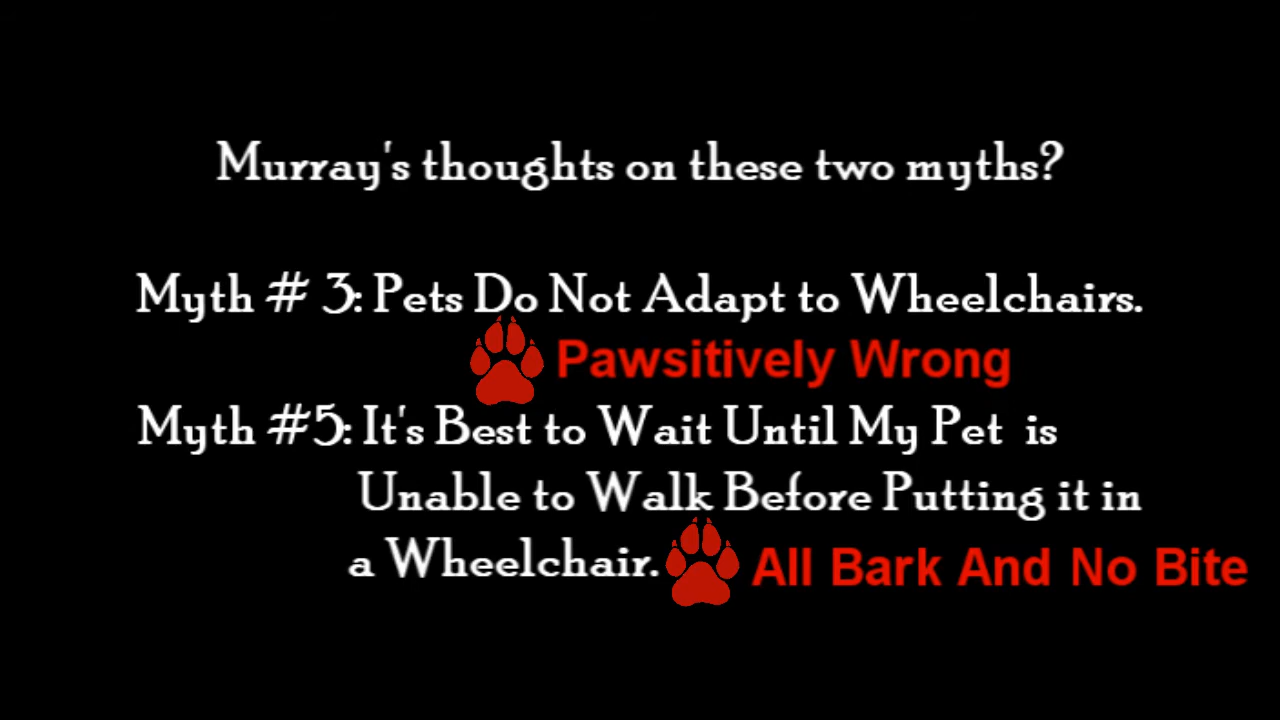 Murray's thoughts on these two myths?
Myth # 3: Pets Do Not Adapt to Wheelchairs.
Pawsitively Wrong
Myth #5: It's Best to Wait Until My Pet is
Unable to Walk Before Putting it in
a Wheelchair.
All Bark And No Bite